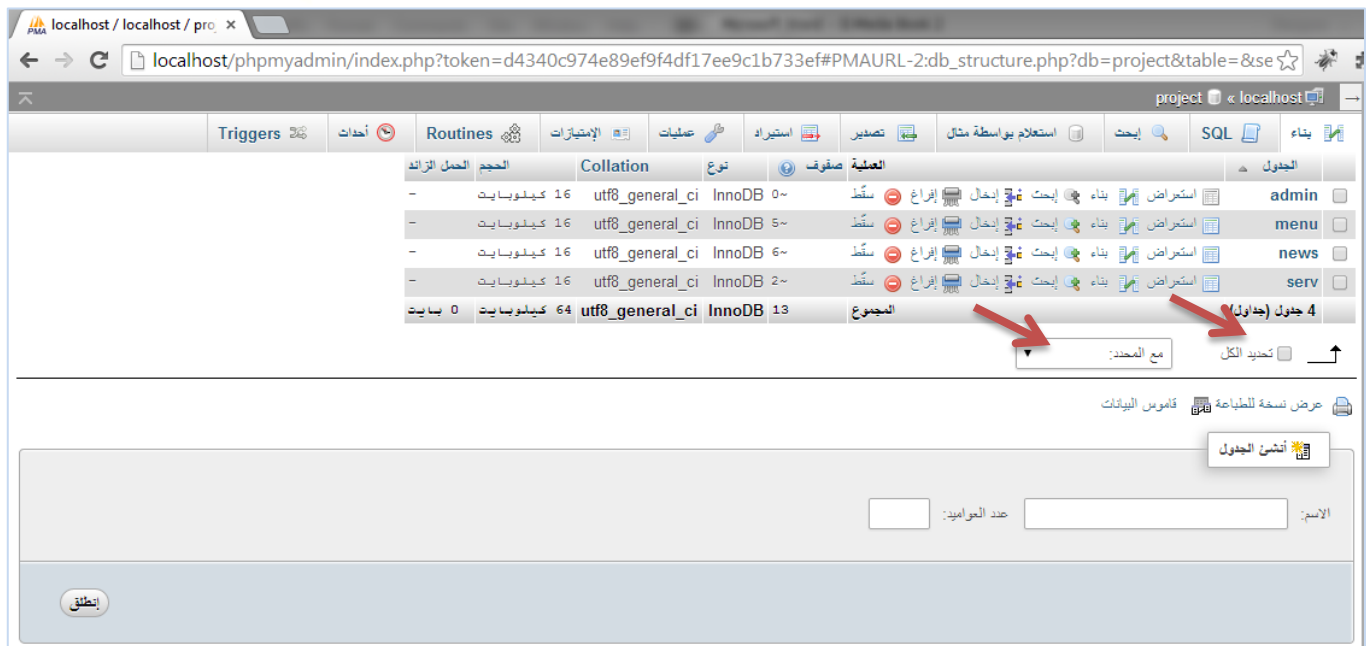 localhost / localhost / pro
localhost/phpmyadmin/index.php?token=d4340c974e89ef9f4df17ee9c1b733ef#PMAURL-2:db_structure.php?db=project&table=&se
localhost » project
بناء SQL إبحث استعلام بواسطة مثال تصدير استيراد عمليات الإمتيازات Routines أحداث Triggers
الجدول العملية صفوف نوع Collation الحجم الحمل الزائد
admin استعراض بناء إبحث إدخال إفراغ سقّط ~0 InnoDB utf8_general_ci 16 كيلوبايت -
menu استعراض بناء إبحث إدخال إفراغ سقّط ~5 InnoDB utf8_general_ci 16 كيلوبايت -
news استعراض بناء إبحث إدخال إفراغ سقّط ~6 InnoDB utf8_general_ci 16 كيلوبايت -
serv استعراض بناء إبحث إدخال إفراغ سقّط ~2 InnoDB utf8_general_ci 16 كيلوبايت -
4 جدول (جداول) المجموع 13 InnoDB utf8_general_ci 64 كيلوبايت 0 بايت
تحديد الكل مع المحدد:
عرض نسخة للطباعة قاموس البيانات
أنشئ الجدول
الاسم: عدد العواميد:
إنطلق